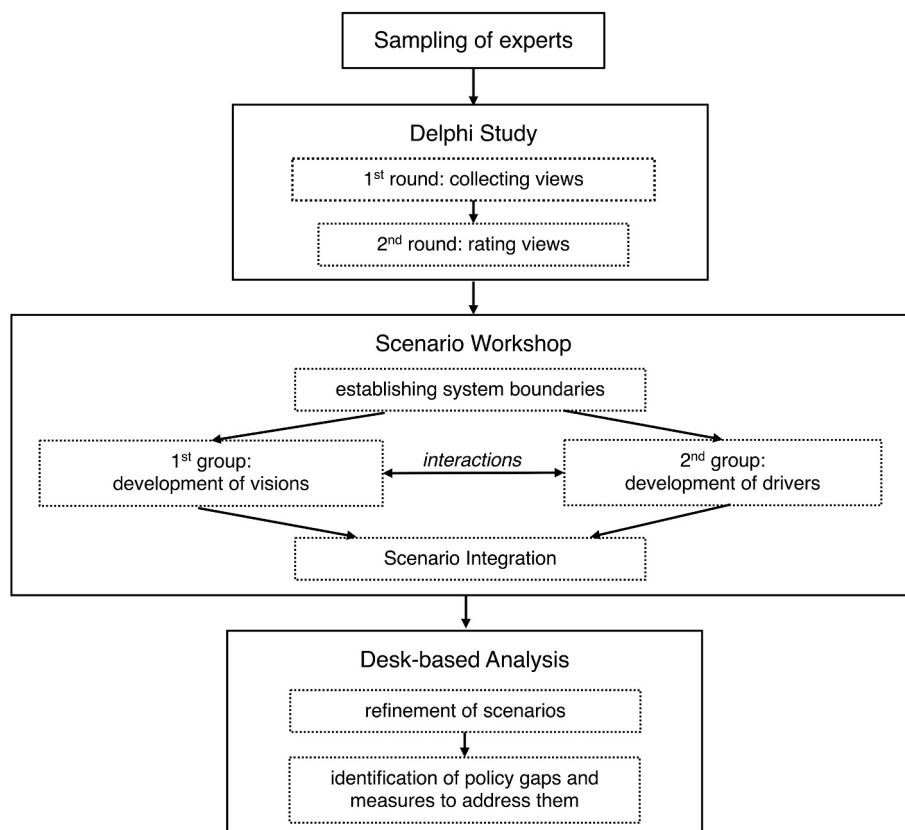 Sampling of experts
Delphi Study
1st round: collecting views
2nd round: rating views
Scenario Workshop
establishing system boundaries
1st group:
development of visions
interactions
2nd group:
development of drivers
Scenario Integration
Desk-based Analysis
refinement of scenarios
identification of policy gaps and
measures to address them